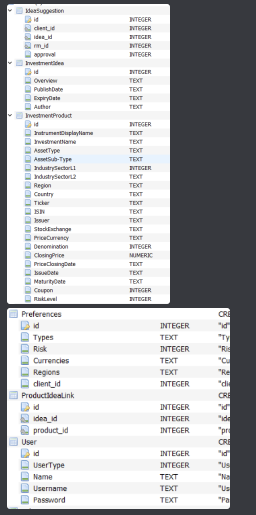 IdeaSuggestion
id INTEGER
client_id INTEGER
idea_id INTEGER
rm_id INTEGER
approval INTEGER
InvestmentIdea
id INTEGER
Overview TEXT
PublishDate TEXT
ExpiryDate TEXT
Author TEXT
InvestmentProduct
id INTEGER
InstrumentDisplayName TEXT
InvestmentName TEXT
AssetType TEXT
AssetSub-Type TEXT
IndustrySectorL1 INTEGER
IndustrySectorL2 TEXT
Region TEXT
Country TEXT
Ticker TEXT
ISIN TEXT
Issuer TEXT
StockExchange TEXT
PriceCurrency TEXT
Denomination INTEGER
ClosingPrice NUMERIC
PriceClosingDate TEXT
IssueDate TEXT
MaturityDate TEXT
Coupon INTEGER
RiskLevel INTEGER
Preferences CRE
id INTEGER "id"
Types TEXT "Ty
Risk INTEGER "Ris
Currencies TEXT "Cu
Regions TEXT "Re
client_id INTEGER "clie
ProductIdeaLink CRE
id INTEGER "id"
idea_id INTEGER "ide
product_id INTEGER "pro
User CRE
id INTEGER "id"
UserType INTEGER "Us
Name TEXT "Na
Username TEXT "Us
Password TEXT "Pa